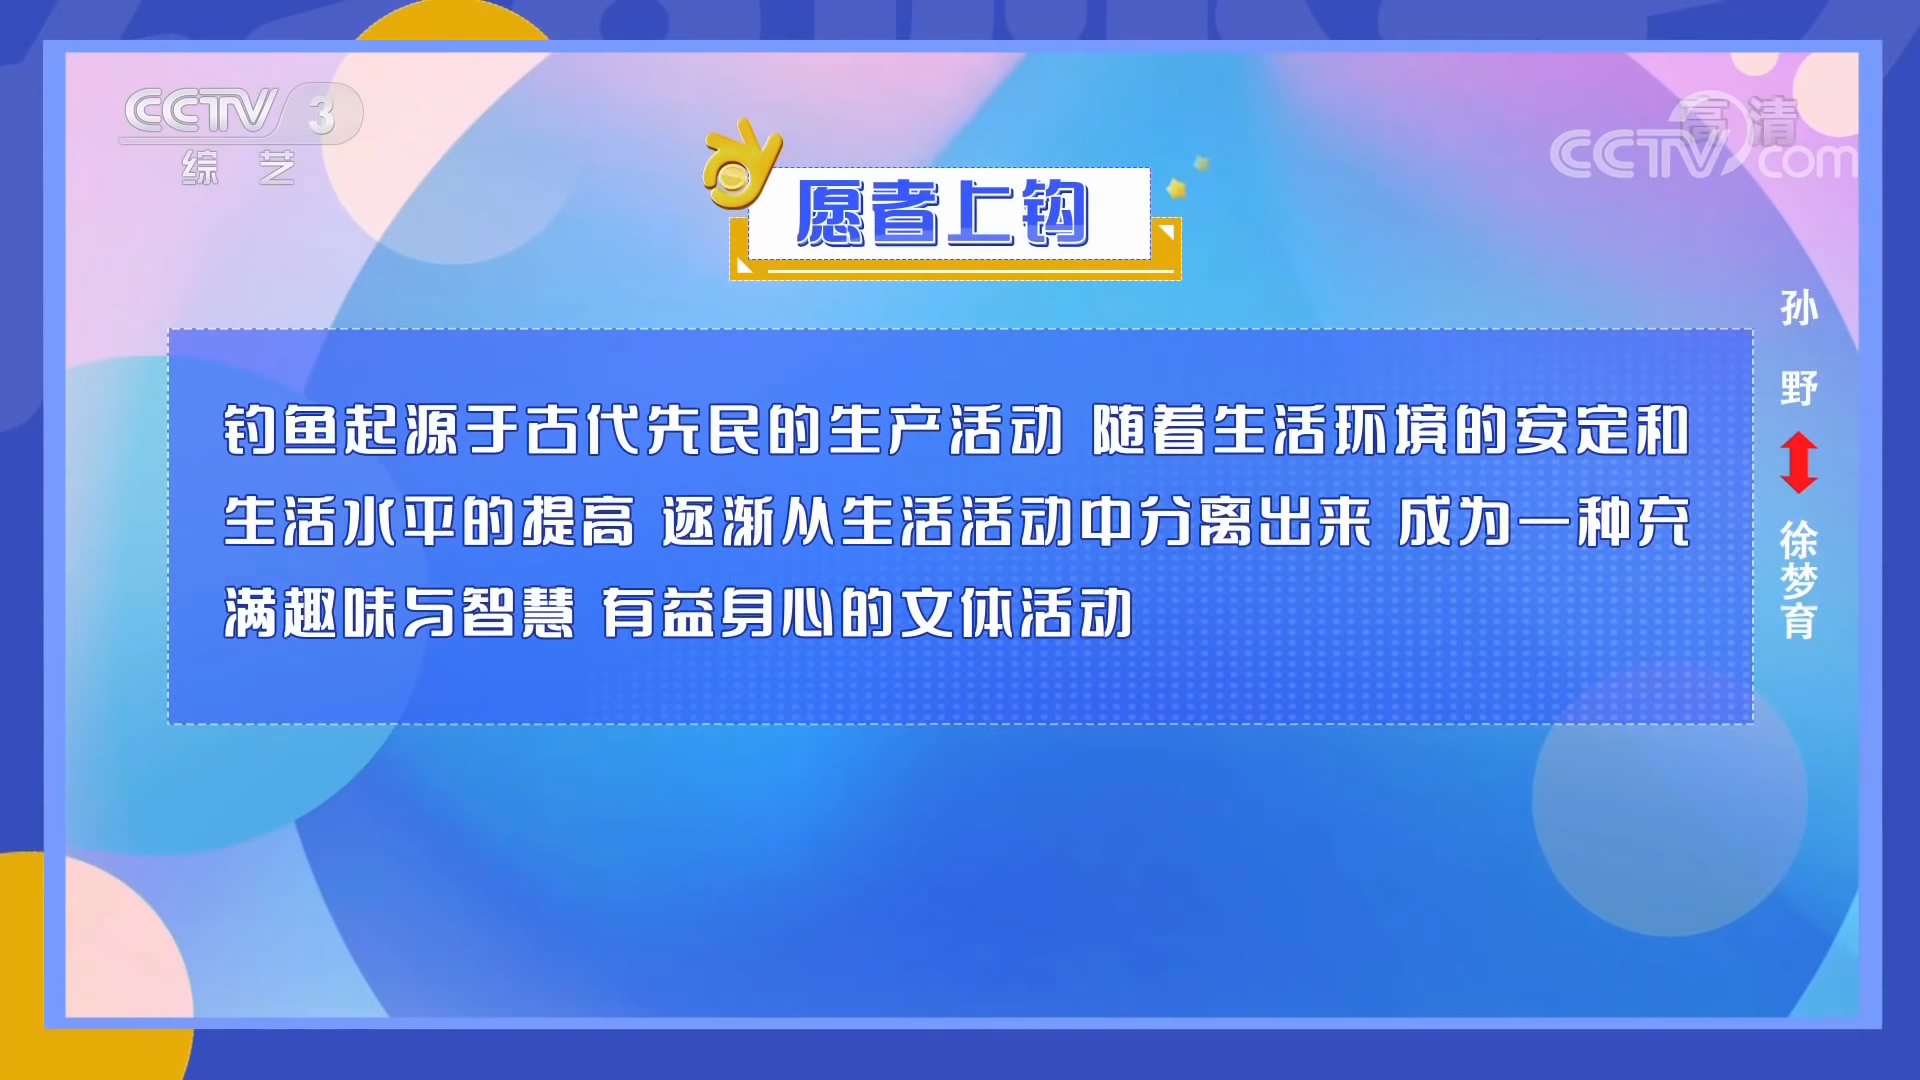 CCTV 3
综艺
高清
CCTV.com
愿者上钩
钓鱼起源于古代先民的生产活动 随着生活环境的安定和
生活水平的提高 逐渐从生活活动中分离出来 成为一种充
满趣味与智慧 有益身心的文体活动
孙野
徐梦育